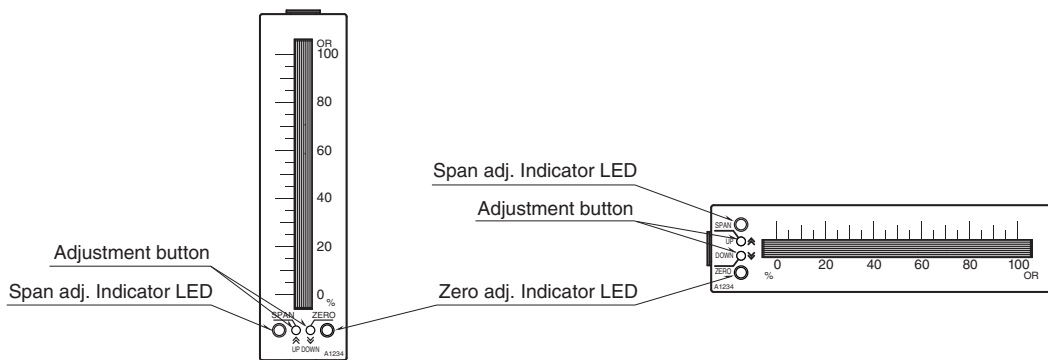 OR
100
80
60
40
20
0
%
SPAN ZERO
UP DOWN
A1234
Adjustment button
Span adj. Indicator LED
Zero adj. Indicator LED
Span adj. Indicator LED
Adjustment button
SPAN
UP
DOWN
ZERO
A1234
0 20 40 60 80 100
% OR